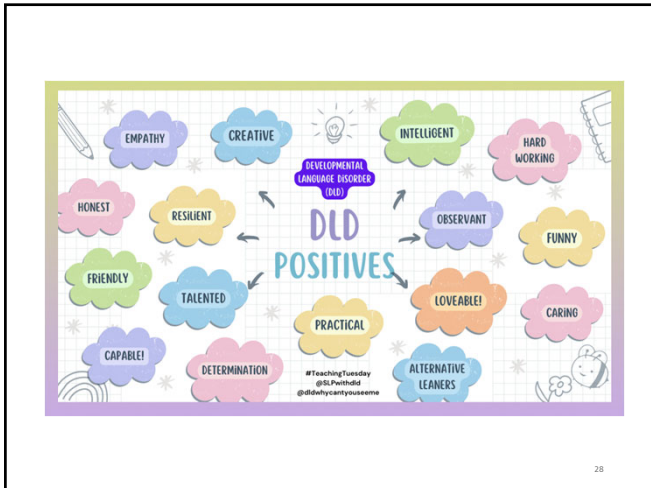 EMPATHY
CREATIVE
INTELLIGENT
HARD
WORKING
DEVELOPMENTAL
LANGUAGE DISORDER
(DLD)
HONEST
RESILIENT
DLD
POSITIVES
OBSERVANT
FUNNY
FRIENDLY
TALENTED
LOVEABLE!
CARING
PRACTICAL
CAPABLE!
DETERMINATION
ALTERNATIVE
LEANERS
#TeachingTuesday
@SLPwithdld
@dldwhycantyouseeme
28